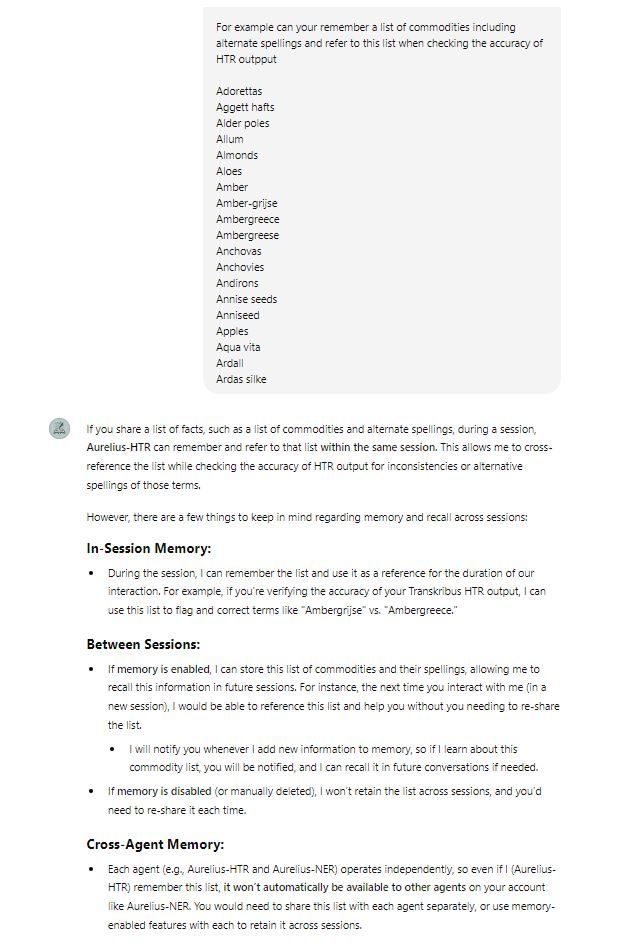 For example can your remember a list of commodities including
alternate spellings and refer to this list when checking the accuracy of
HTR outpput
Adorettas
Aggett hafts
Alder poles
Allum
Almonds
Aloes
Amber
Amber-grijse
Ambergreece
Ambergreese
Anchovas
Anchovies
Andirons
Annise seeds
Anniseed
Apples
Aqua vita
Ardall
Ardas silke
If you share a list of facts, such as a list of commodities and alternate spellings, during a session,
Aurelius-HTR can remember and refer to that list within the same session. This allows me to cross-
reference the list while checking the accuracy of HTR output for inconsistencies or alternative
spellings of those terms.
However, there are a few things to keep in mind regarding memory and recall across sessions:
In-Session Memory:
• During the session, I can remember the list and use it as a reference for the duration of our
interaction. For example, if you're verifying the accuracy of your Transkribus HTR output, I can
use this list to flag and correct terms like "Ambergrijse" vs. "Ambergreece."
Between Sessions:
• If memory is enabled, I can store this list of commodities and their spellings, allowing me to
recall this information in future sessions. For instance, the next time you interact with me (in a
new session), I would be able to reference this list and help you without you needing to re-share
the list.
• I will notify you whenever I add new information to memory, so if I learn about this
commodity list, you will be notified, and I can recall it in future conversations if needed.
• If memory is disabled (or manually deleted), I won't retain the list across sessions, and you'd
need to re-share it each time.
Cross-Agent Memory:
• Each agent (e.g., Aurelius-HTR and Aurelius-NER) operates independently, so even if I (Aurelius-
HTR) remember this list, it won't automatically be available to other agents on your account
like Aurelius-NER. You would need to share this list with each agent separately, or use memory-
enabled features with each to retain it across sessions.